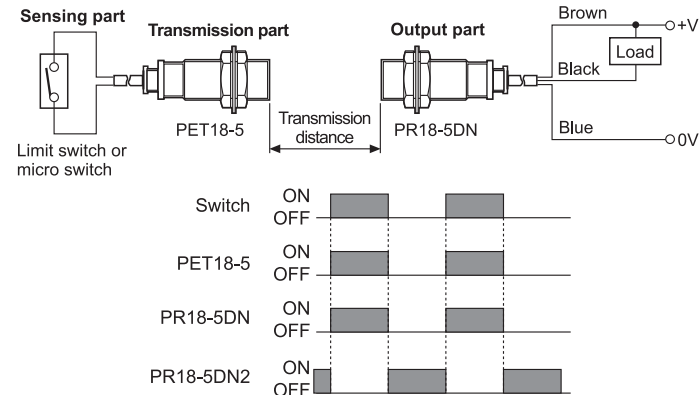 Sensing part
Transmission part
Output part
Brown
+V
Load
Black
Blue
0V
PET18-5
Transmission
distance
PR18-5DN
Limit switch or
micro switch
Switch
ON
OFF
PET18-5
ON
OFF
PR18-5DN
ON
OFF
PR18-5DN2
ON
OFF